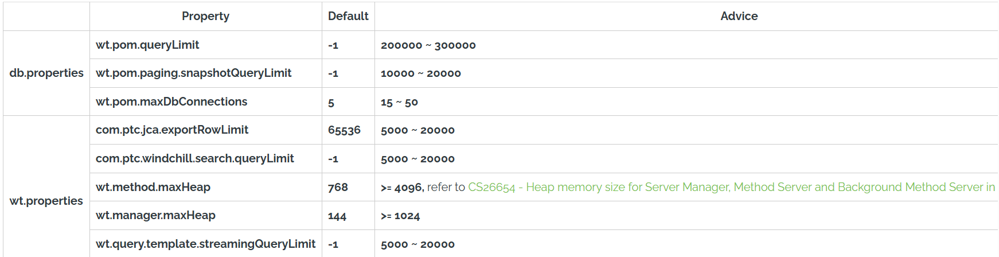 Property Default Advice
wt.pom.queryLimit -1 200000 ~ 300000
db.properties wt.pom.paging.snapshotQueryLimit -1 10000 ~ 20000
wt.pom.maxDbConnections 5 15 ~ 50
com.ptc.jca.exportRowLimit 65536 5000 ~ 20000
com.ptc.windchill.search.queryLimit -1 5000 ~ 20000
wt.method.maxHeap 768 >= 4096, refer to CS26654 - Heap memory size for Server Manager, Method Server and Background Method Server in
wt.properties
wt.manager.maxHeap 144 >= 1024
wt.query.template.streamingQueryLimit -1 5000 ~ 20000